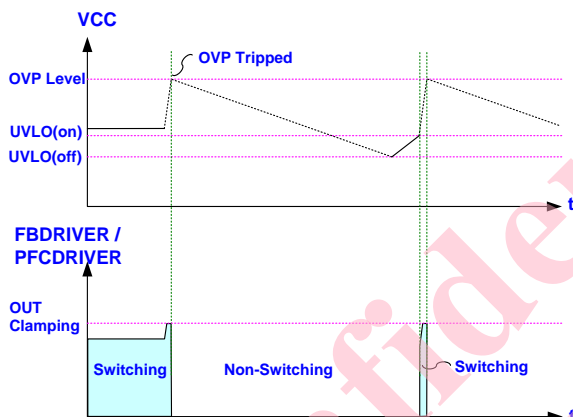 VCC
OVP Tripped
OVP Level
UVLO(on)
UVLO(off)
t
FBDRIVER /
PFCDRIVER
OUT
Clamping
Switching
Non-Switching
Switching
t